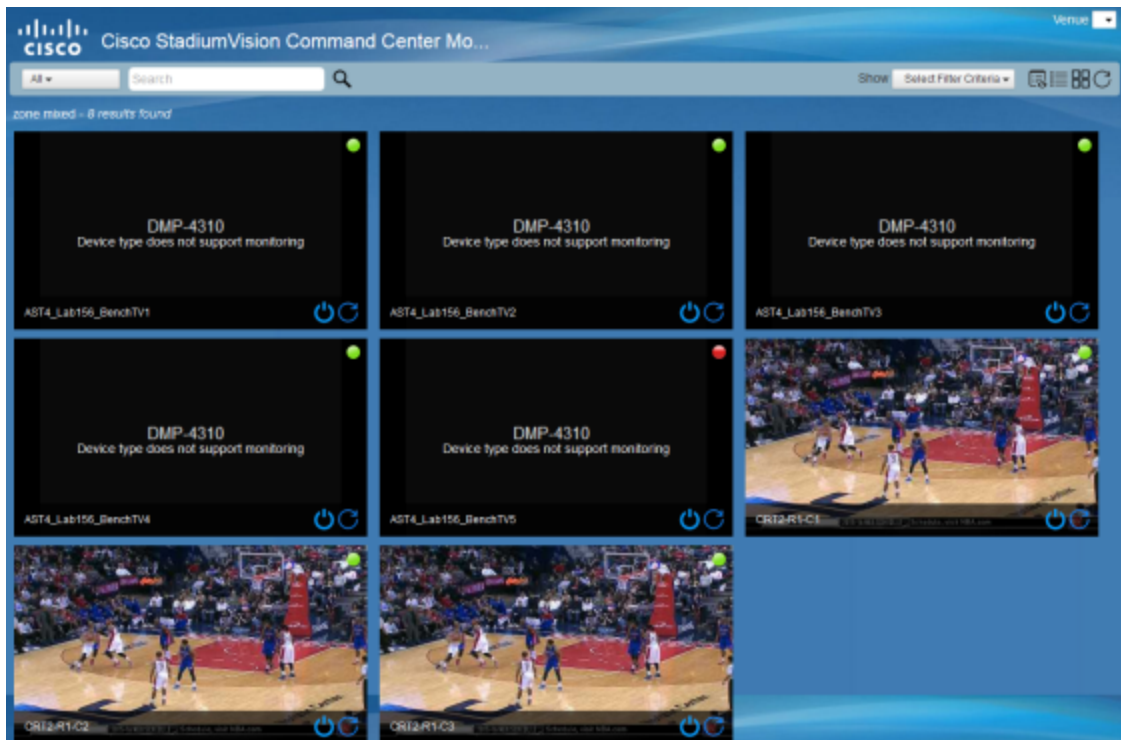 Venue
CISCO Cisco StadiumVision Command Center Mo...
All Search Show Select Filter Criteria
zone mixed - 8 results found
DMP-4310
Device type does not support monitoring
AST4_Lab156_BenchTV1
DMP-4310
Device type does not support monitoring
AST4_Lab156_BenchTV2
DMP-4310
Device type does not support monitoring
AST4_Lab156_BenchTV3
DMP-4310
Device type does not support monitoring
AST4_Lab156_BenchTV4
DMP-4310
Device type does not support monitoring
AST4_Lab156_BenchTV5
CRT2-R1-C1
CRT2-R1-C2
CRT2-R1-C3